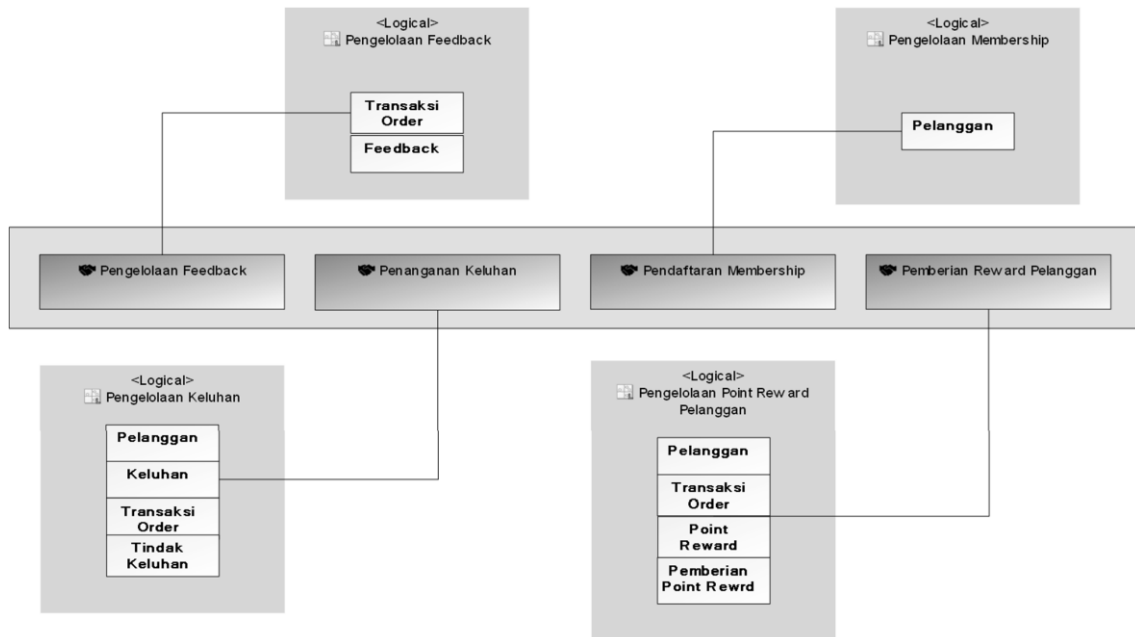 <Logical>
Pengelolaan Feedback
Transaksi
Order
Feedback
<Logical>
Pengelolaan Membership
Pelanggan
Pengelolaan Feedback
Penanganan Keluhan
Pendaftaran Membership
Pemberian Reward Pelanggan
<Logical>
Pengelolaan Keluhan
Pelanggan
Keluhan
Transaksi
Order
Tindak
Keluhan
<Logical>
Pengelolaan Point Reward
Pelanggan
Pelanggan
Transaksi
Order
Point
Reward
Pemberian
Point Rewrd